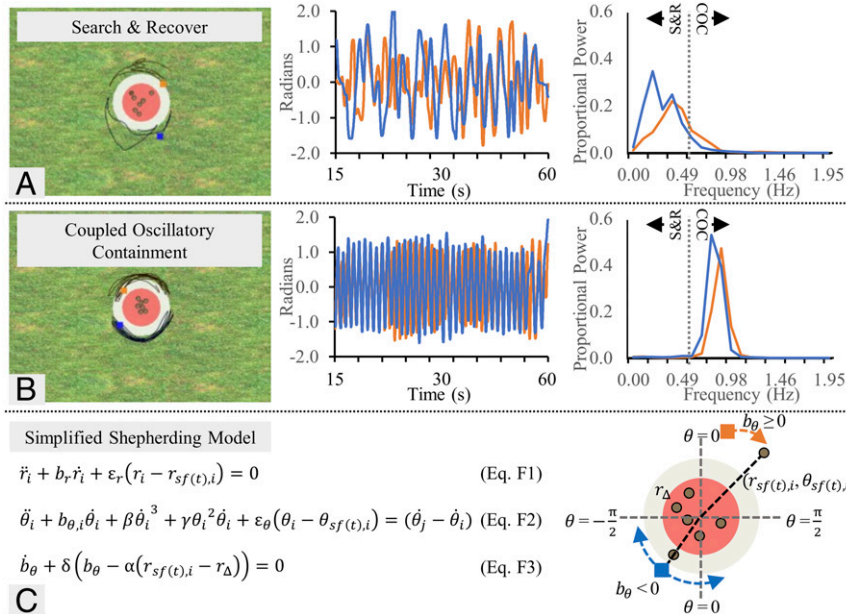 Search & Recover
2.0
1.0
0.0
-1.0
-2.0
Radians
15 30 45 60
Time (s)
S&R COC
0.6
0.4
0.2
0.0
Proportional Power
0.00 0.49 0.98 1.46 1.95
Frequency (Hz)
A
Coupled Oscillatory
Containment
2.0
1.0
0.0
-1.0
-2.0
Radians
15 30 45 60
Time (s)
S&R COC
0.6
0.4
0.2
0.0
Proportional Power
0.00 0.49 0.98 1.46 1.95
Frequency (Hz)
B
Simplified Shepherding Model
r̈ᵢ + bᵣṙᵢ + εᵣ(rᵢ − r_{sf(t),i}) = 0 (Eq. F1)
θ̈ᵢ + b_{θ,i}θ̇ᵢ + βθ̇ᵢ³ + γθᵢ²θ̇ᵢ + ε_θ(θᵢ − θ_{sf(t),i}) = (θ̇ⱼ − θ̇ᵢ) (Eq. F2)
ḃ_θ + δ(b_θ − α(r_{sf(t),i} − r_Δ)) = 0 (Eq. F3)
C
b_θ ≥ 0
θ = 0
(r_{sf(t),i}, θ_{sf(t),i}
r_Δ
θ = −π/2
θ = π/2
b_θ < 0
θ = 0